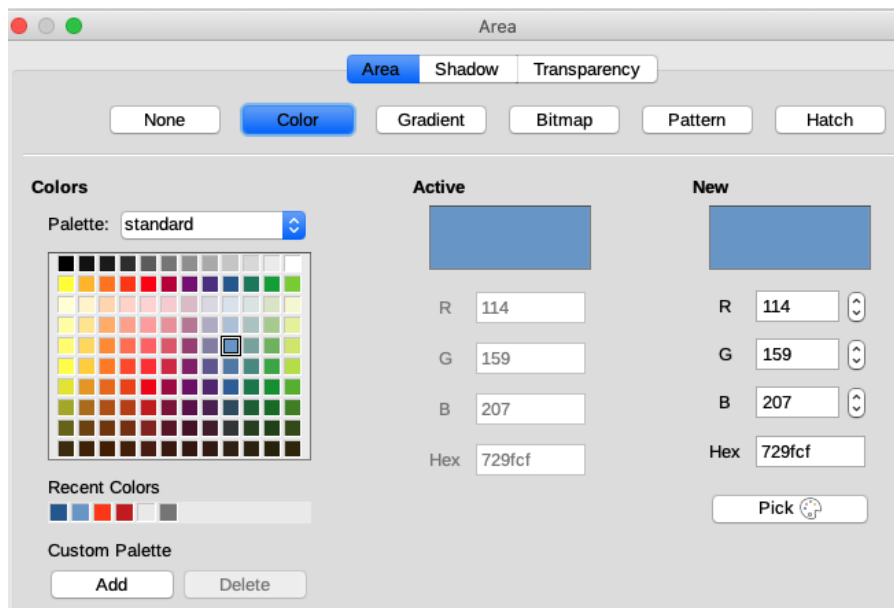 Area
Area Shadow Transparency
None Color Gradient Bitmap Pattern Hatch
Colors
Palette: standard
Recent Colors
Custom Palette
Add Delete
Active
R 114
G 159
B 207
Hex 729fcf
New
R 114
G 159
B 207
Hex 729fcf
Pick